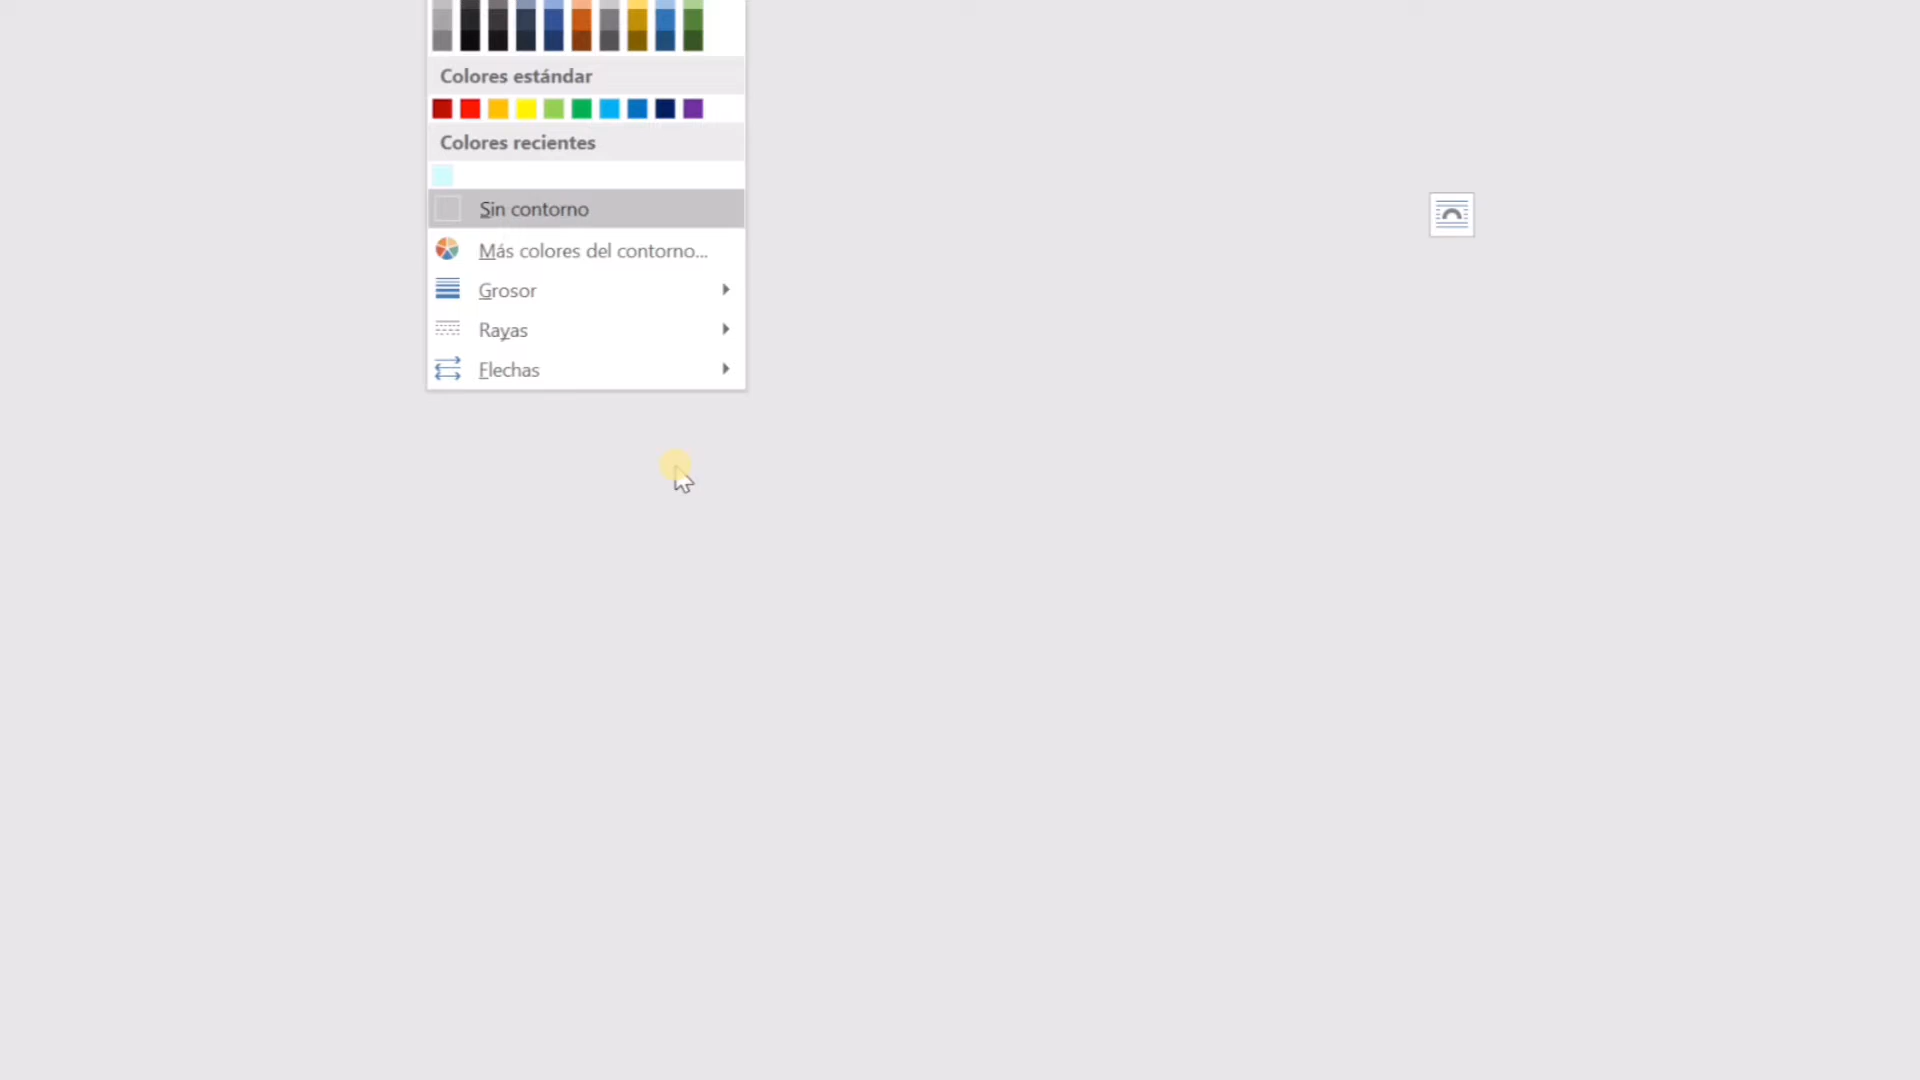 Colores estándar
Colores recientes
Sin contorno
Más colores del contorno...
Grosor
Rayas
Flechas